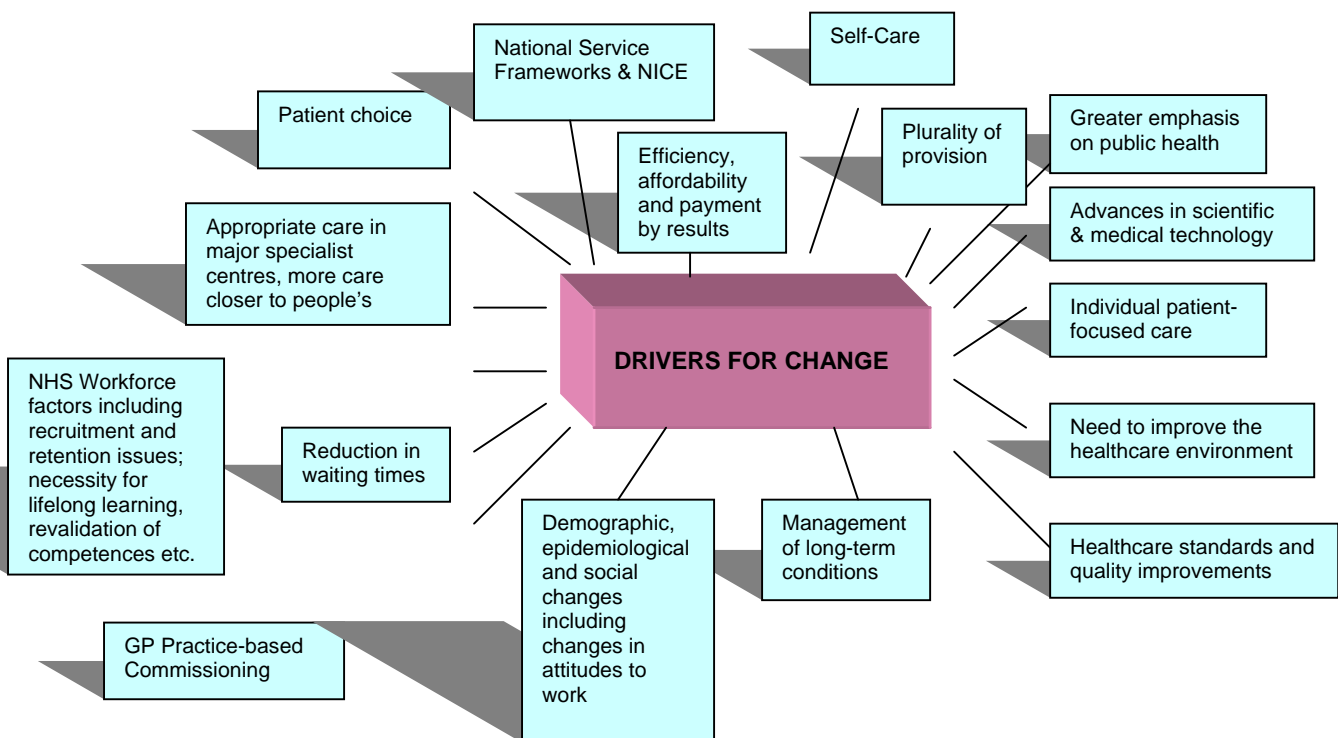 National Service
Frameworks & NICE
Self-Care
Patient choice
Efficiency,
affordability
and payment
by results
Plurality of
provision
Greater emphasis
on public health
Appropriate care in
major specialist
centres, more care
closer to people’s
Advances in scientific
& medical technology
Individual patient-
focused care
DRIVERS FOR CHANGE
NHS Workforce
factors including
recruitment and
retention issues;
necessity for
lifelong learning,
revalidation of
competences etc.
Reduction in
waiting times
Need to improve the
healthcare environment
Demographic,
epidemiological
and social
changes
including
changes in
attitudes to
work
Management
of long-term
conditions
Healthcare standards and
quality improvements
GP Practice-based
Commissioning